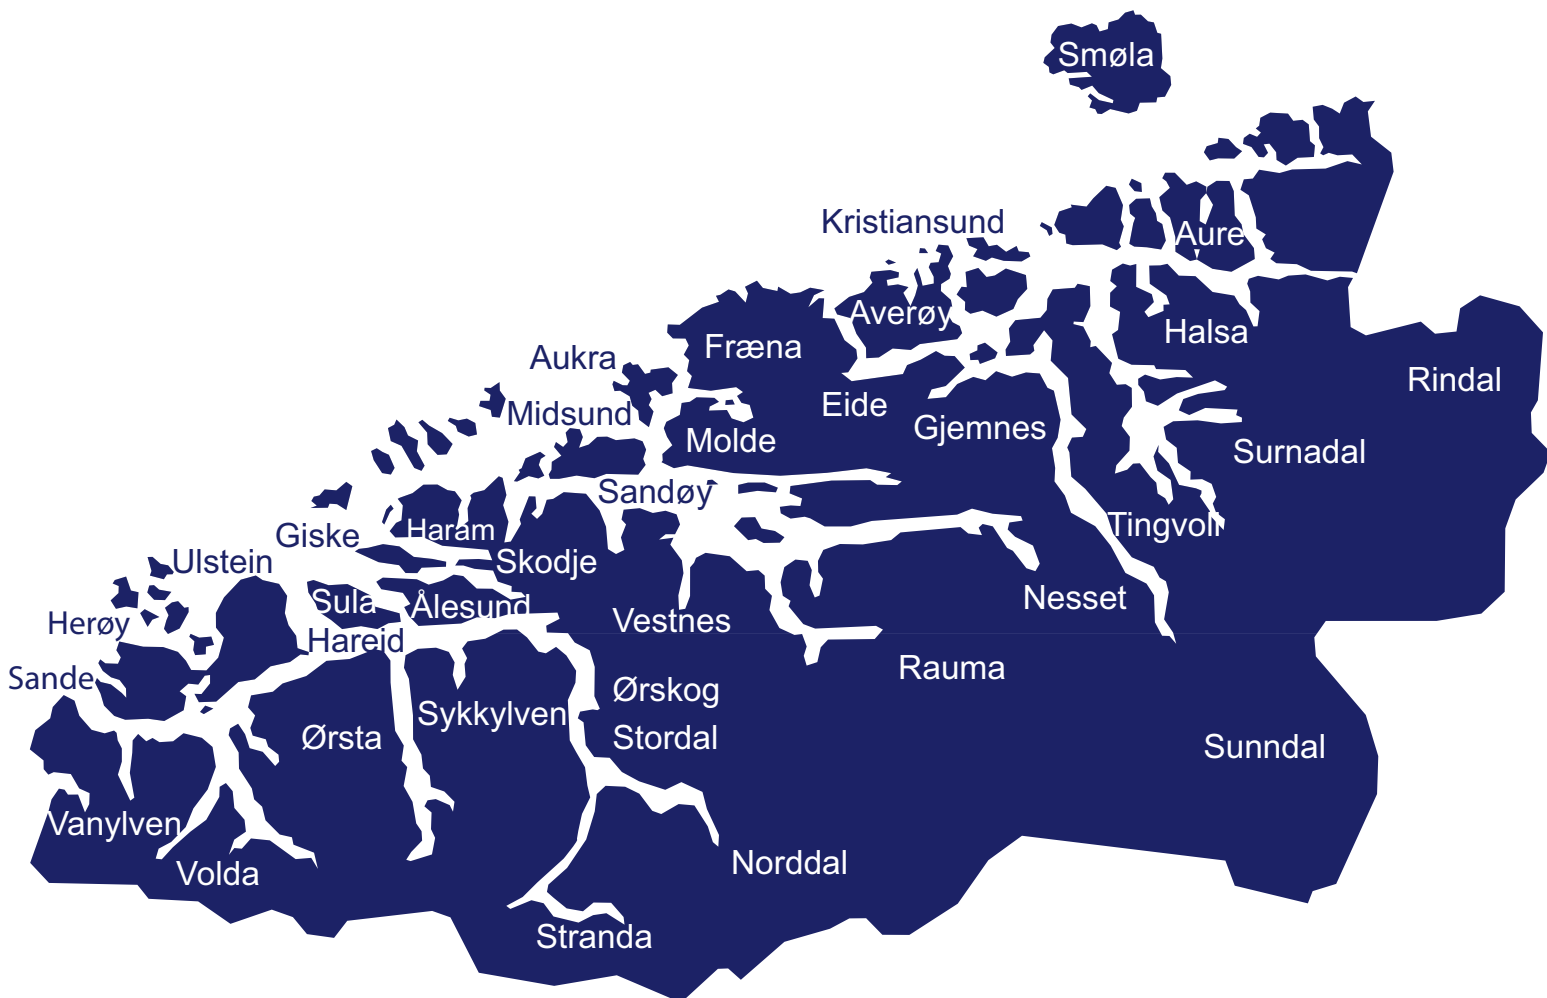 Smøla
Kristiansund
Aure
Averøy
Halsa
Fræna
Aukra
Rindal
Eide
Midsund
Gjemnes
Molde
Surnadal
Sandøy
Tingvoll
Haram
Giske
Skodje
Ulstein
Nesset
Sula
Ålesund
Vestnes
Herøy
Hareid
Rauma
Sande
Ørskog
Sykkylven
Ørsta
Stordal
Sunndal
Vanylven
Norddal
Volda
Stranda